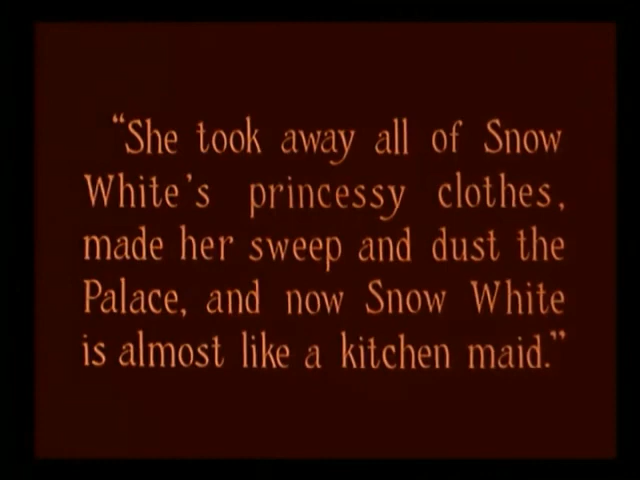 “She took away all of Snow
White's princessy clothes,
made her sweep and dust the
Palace, and now Snow White
is almost like a kitchen maid.”